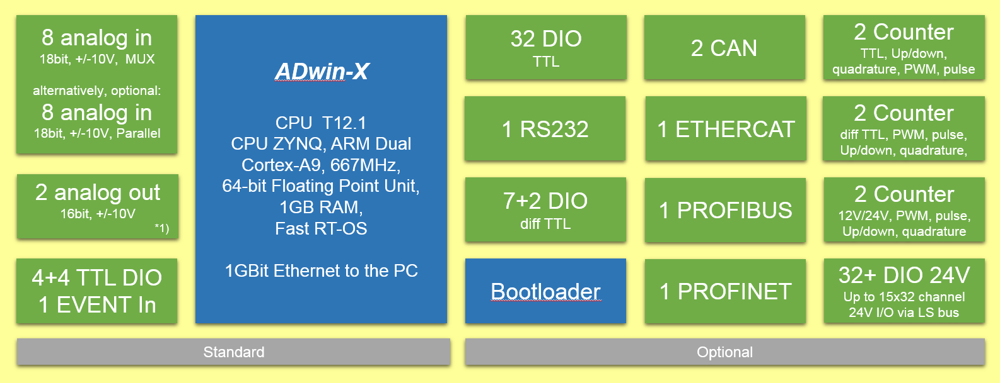 8 analog in
18bit, +/-10V, MUX
alternatively, optional:
8 analog in
18bit, +/-10V, Parallel
2 analog out
16bit, +/-10V
*1)
4+4 TTL DIO
1 EVENT In
ADwin-X
CPU T12.1
CPU ZYNQ, ARM Dual
Cortex-A9, 667MHz,
64-bit Floating Point Unit,
1GB RAM,
Fast RT-OS
1GBit Ethernet to the PC
Standard
32 DIO
TTL
2 CAN
2 Counter
TTL, Up/down,
quadrature, PWM, pulse
1 RS232
1 ETHERCAT
2 Counter
diff TTL, PWM, pulse,
Up/down, quadrature,
7+2 DIO
diff TTL
1 PROFIBUS
2 Counter
12V/24V, PWM, pulse,
Up/down, quadrature
Bootloader
1 PROFINET
32+ DIO 24V
Up to 15x32 channel
24V I/O via LS bus
Optional